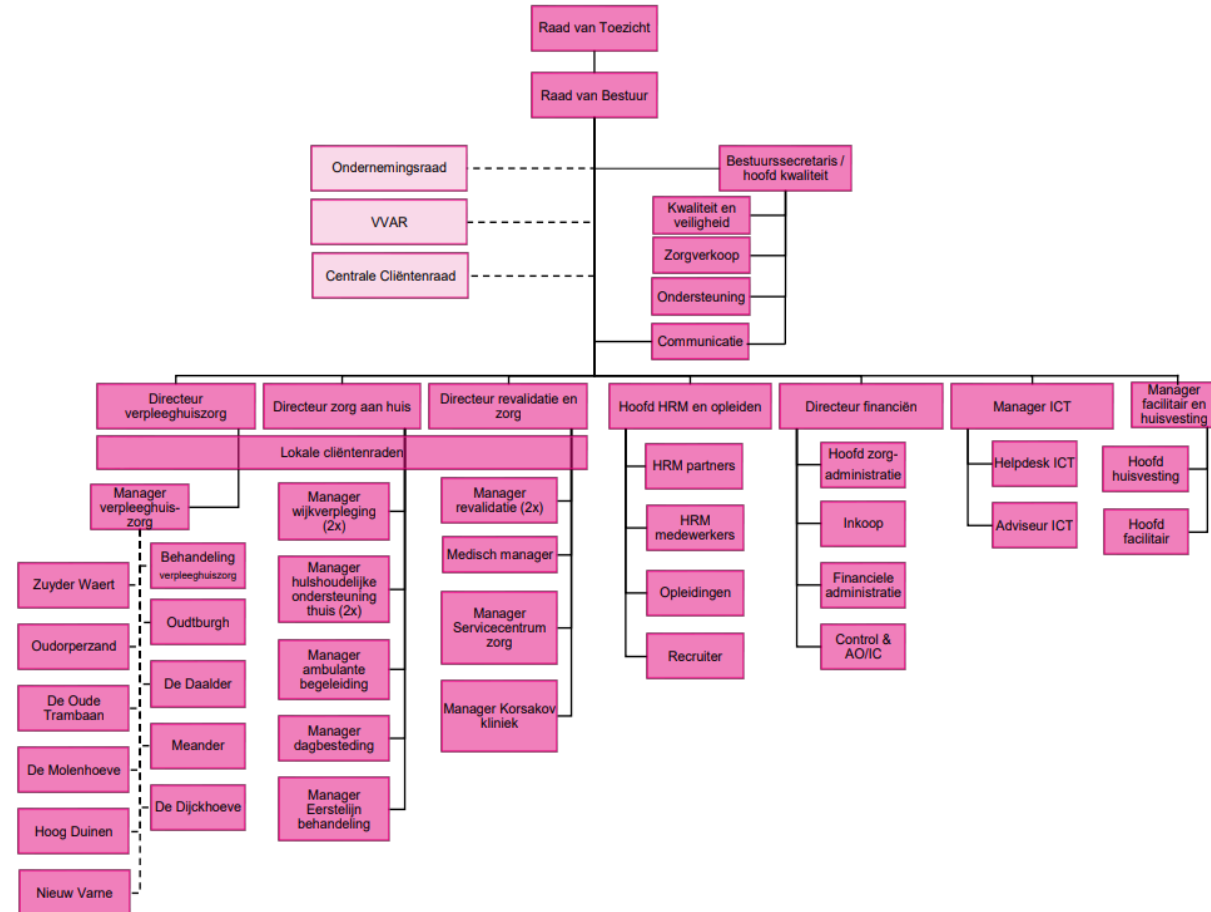 Raad van Toezicht
Raad van Bestuur
Ondernemingsraad
VVAR
Centrale Cliëntenraad
Bestuurssecretaris /
hoofd kwaliteit
Kwaliteit en
veiligheid
Zorgverkoop
Ondersteuning
Communicatie
Directeur
verpleeghuiszorg
Directeur zorg aan huis
Directeur revalidatie en
zorg
Hoofd HRM en opleiden
Directeur financiën
Manager ICT
Manager
facilitair en
huisvesting
Lokale cliëntenraden
Manager
verpleeghuis-
zorg
Behandeling
verpleeghuiszorg
Zuyder Waert
Oudtburgh
Oudorperzand
De Daalder
De Oude
Trambaan
Meander
De Molenhoeve
De Dijckhoeve
Hoog Duinen
Nieuw Varne
Manager
wijkverpleging
(2x)
Manager
hulshoudelijke
ondersteuning
thuis (2x)
Manager
ambulante
begeleiding
Manager
dagbesteding
Manager
Eerstelijn
behandeling
Manager
revalidatie (2x)
Medisch manager
Manager
Servicecentrum
zorg
Manager Korsakov
kliniek
HRM partners
HRM
medewerkers
Opleidingen
Recruiter
Hoofd zorg-
administratie
Inkoop
Financiele
administratie
Control &
AO/IC
Helpdesk ICT
Adviseur ICT
Hoofd
huisvesting
Hoofd
facilitair